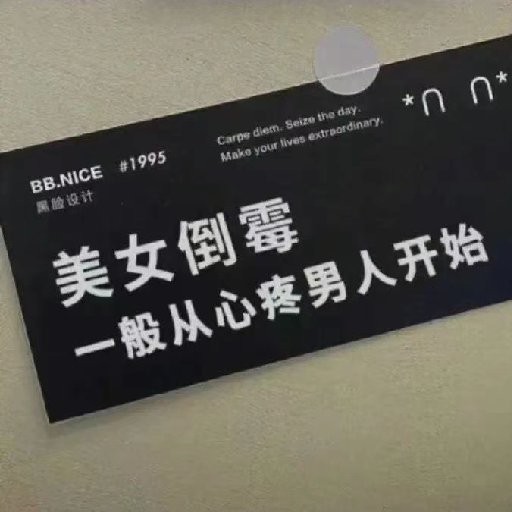 BB.NICE #1995
黑脸设计
Carpe diem. Seize the day.
Make your lives extraordinary.
*∩ ∩*
美女倒霉
一般从心疼男人开始